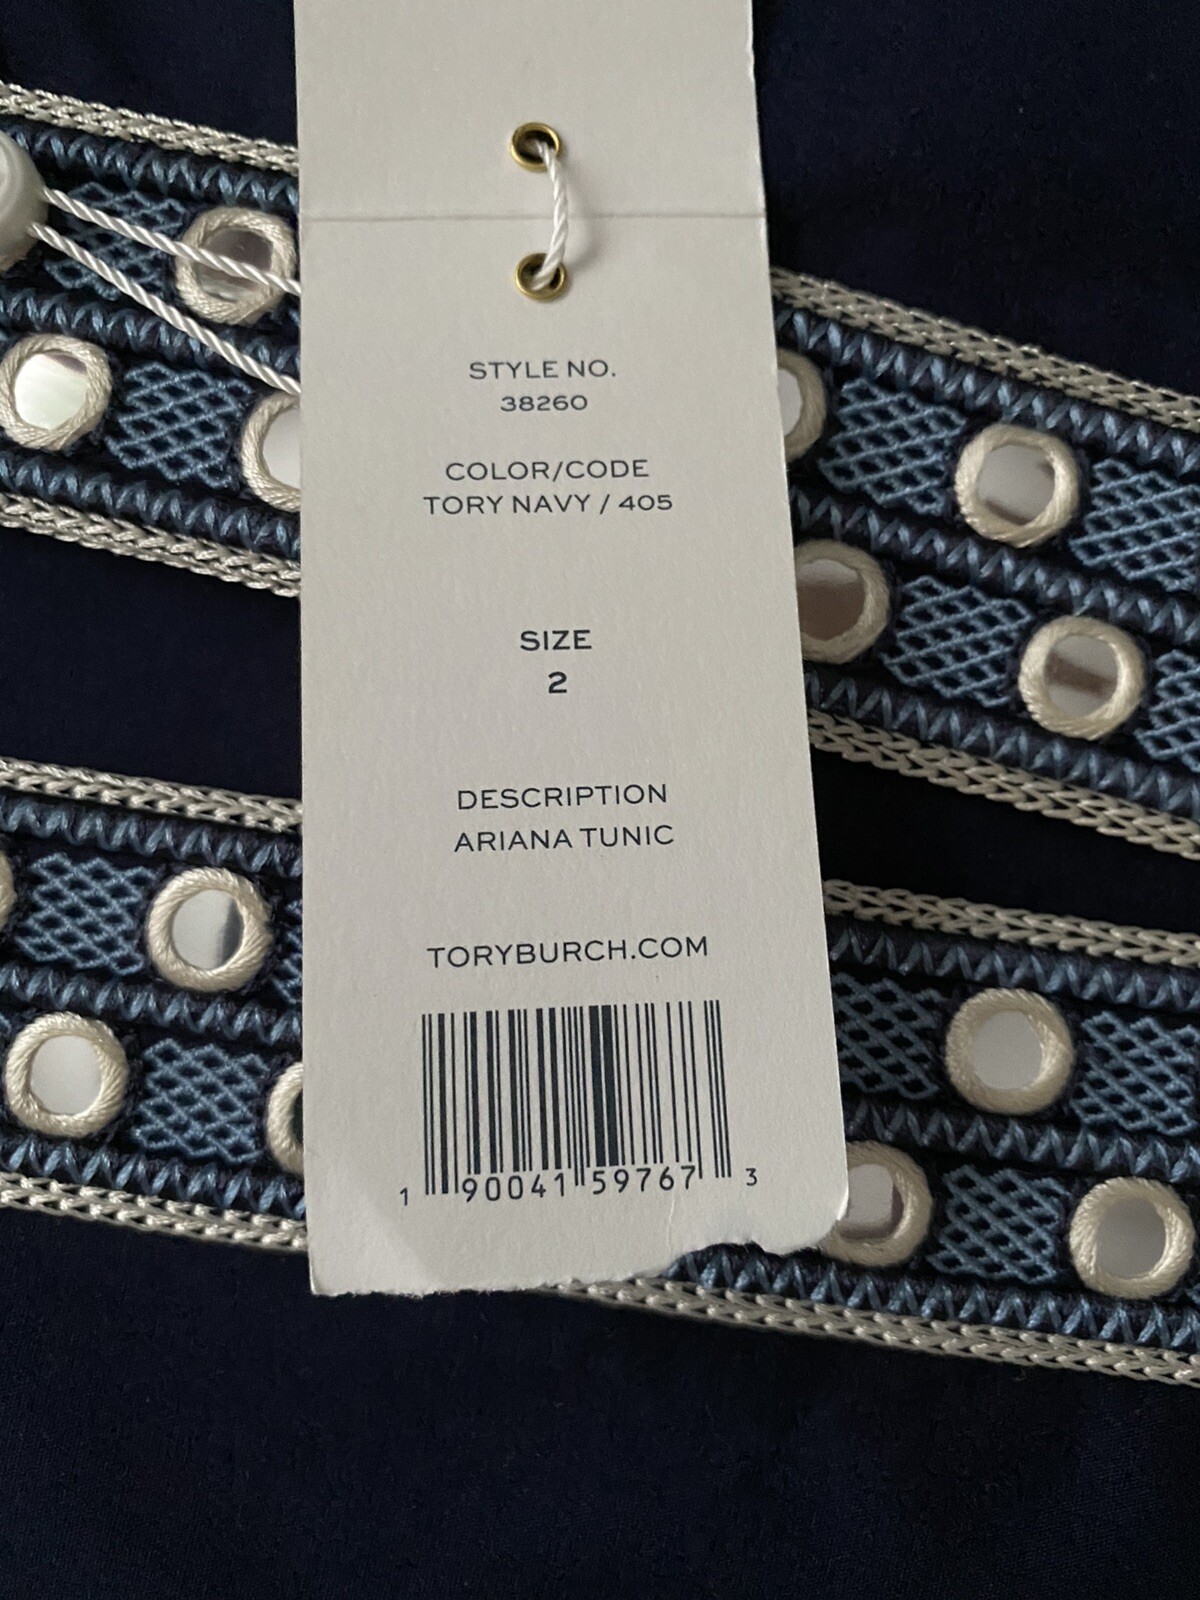 STYLE NO.
38260
COLOR/CODE
TORY NAVY / 405
SIZE
2
DESCRIPTION
ARIANA TUNIC
TORYBURCH.COM
1 90041 59767 3